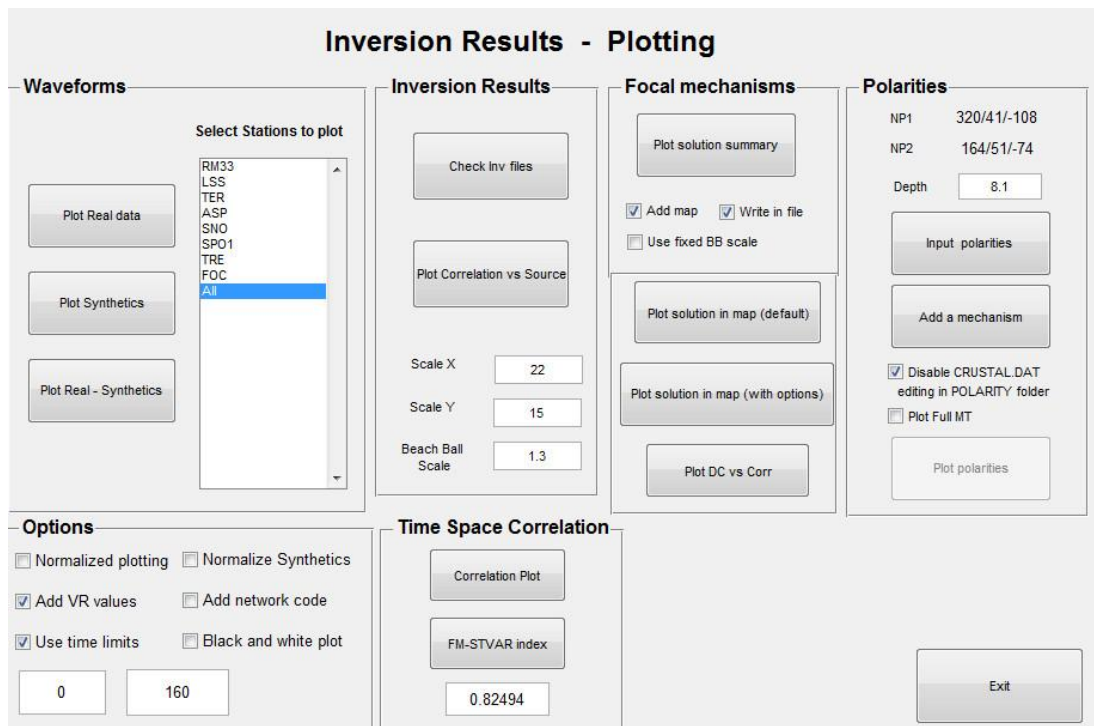 Inversion Results - Plotting
Waveforms
Select Stations to plot
RM33
LSS
TER
ASP
SNO
SPO1
TRE
FOC
All
Plot Real data
Plot Synthetics
Plot Real - Synthetics
Inversion Results
Check Inv files
Plot Correlation vs Source
Scale X
22
Scale Y
15
Beach Ball
Scale
1.3
Focal mechanisms
Plot solution summary
Add map
Write in file
Use fixed BB scale
Plot solution in map (default)
Plot solution in map (with options)
Plot DC vs Corr
Polarities
NP1 320/41/-108
NP2 164/51/-74
Depth 8.1
Input polarities
Add a mechanism
Disable CRUSTAL.DAT
editing in POLARITY folder
Plot Full MT
Plot polarities
Options
Normalized plotting
Normalize Synthetics
Add VR values
Add network code
Use time limits
Black and white plot
0
160
Time Space Correlation
Correlation Plot
FM-STVAR index
0.82494
Exit